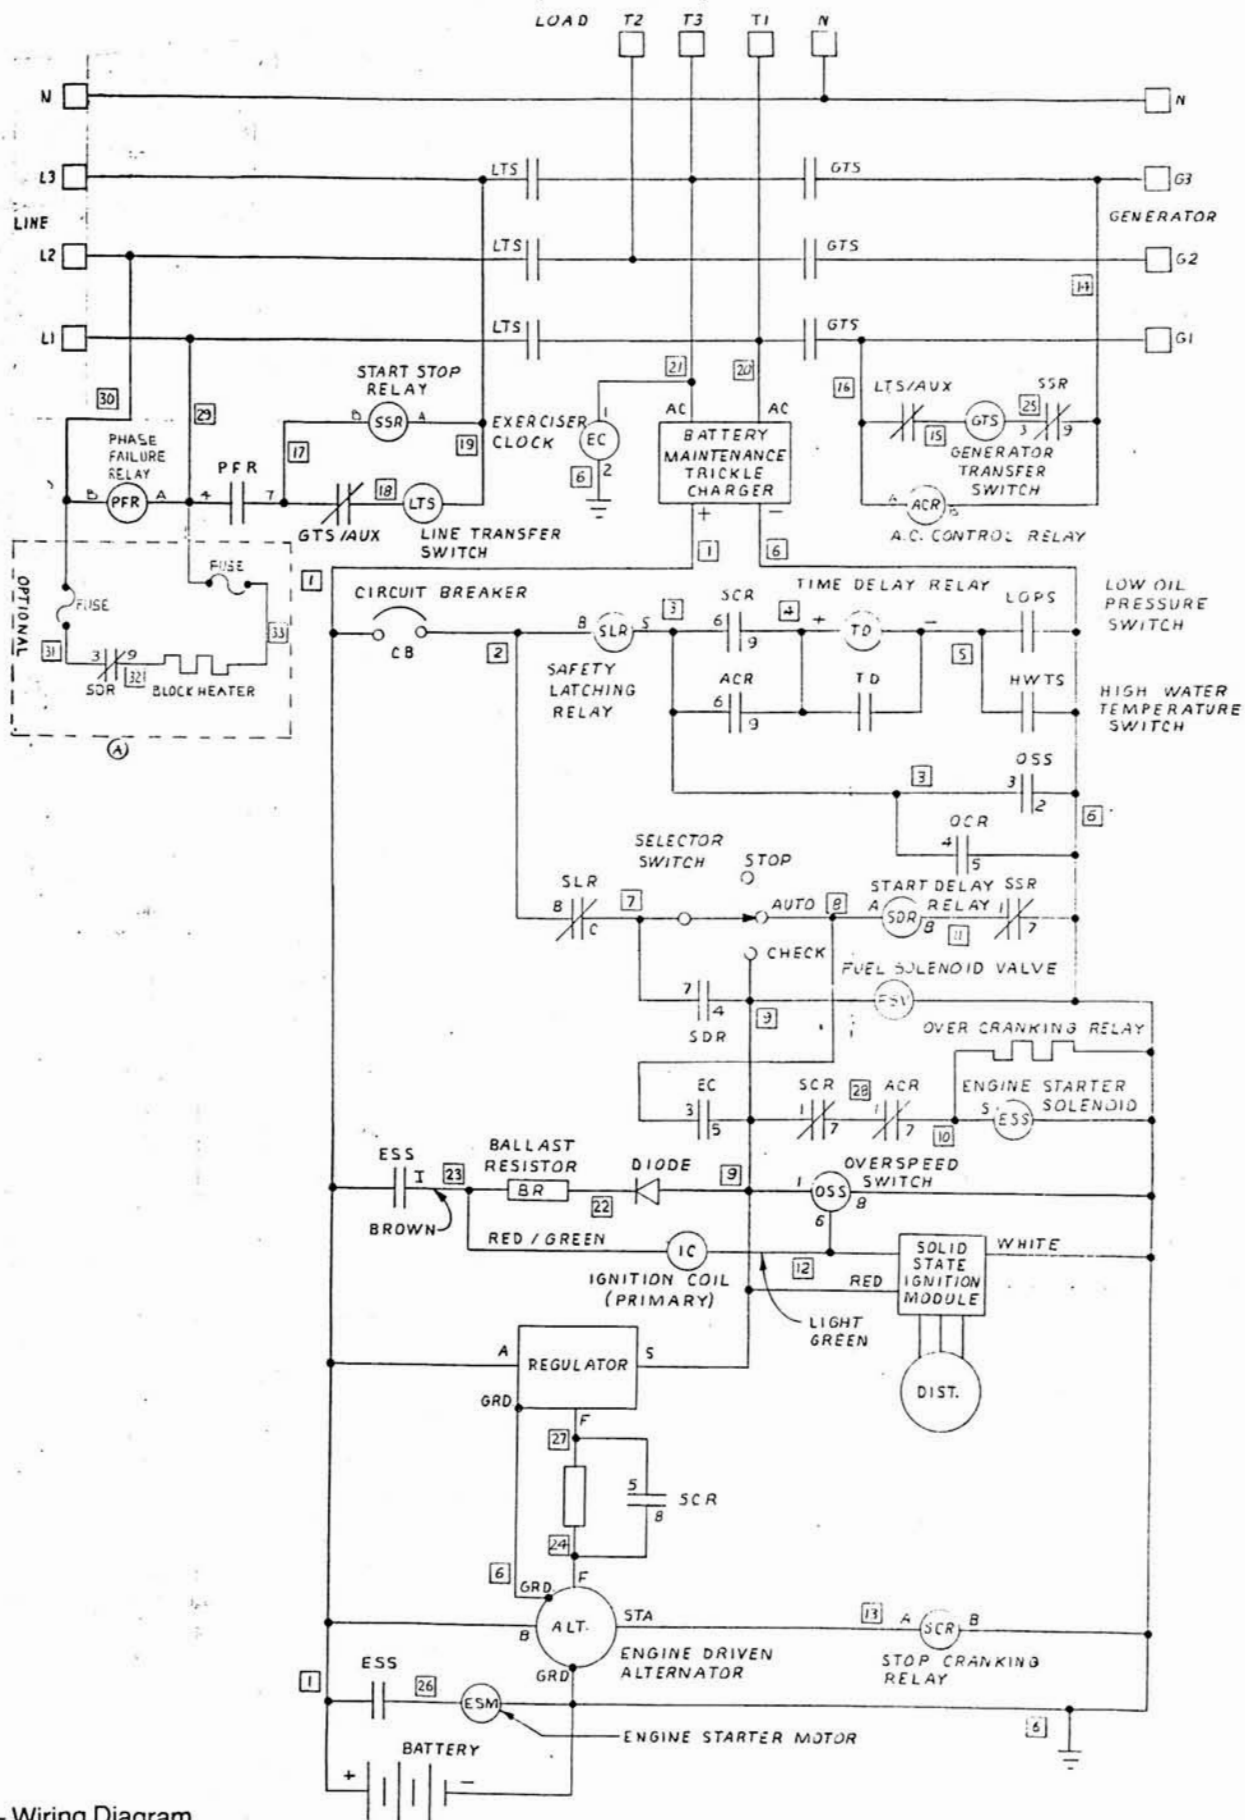 LOAD T2 T3 T1 N
N N
L3 LTS GTS G3
LINE GENERATOR
L2 LTS GTS G2
14
L1 LTS GTS G1
START STOP
RELAY
21 20 16 LTS/AUX SSR
30 29 B SSR A EXERCISER
CLOCK
1 EC 2
AC AC
15 GTS 25 3 9
PHASE
FAILURE
RELAY
17 19 6
BATTERY
MAINTENANCE
TRICKLE
CHARGER
GENERATOR
TRANSFER
SWITCH
B PFR A 4 PFR 7 18 LTS
A ACR B
GTS/AUX LINE TRANSFER
SWITCH
+ −
A.C. CONTROL RELAY
1 6
OPTIONAL
FUSE
FUSE
33
31 3 9 32
SDR BLOCK HEATER
A
1 CIRCUIT BREAKER
CB
2
B SLR S
SAFETY
LATCHING
RELAY
3 SCR 6 9
4 TIME DELAY RELAY
+ TD −
5
LOPS
LOW OIL
PRESSURE
SWITCH
ACR 6 9
TD
HWTS
HIGH WATER
TEMPERATURE
SWITCH
3 OSS 3 2
6
OCR 4 5
SELECTOR
SWITCH STOP
SLR B C
7 AUTO 8
START DELAY
RELAY
A SDR B 11
SSR 1 7
CHECK
7 4
SDR
9
FUEL SOLENOID VALVE
FSV
OVER CRANKING RELAY
EC 3 5
SCR 1 7
28 ACR 1 7
10
ENGINE STARTER
SOLENOID
S ESS
ESS I
BROWN
23
BALLAST
RESISTOR
BR
22
DIODE
9
OVERSPEED
SWITCH
1 OSS 8
6
RED / GREEN
IC
IGNITION COIL
(PRIMARY)
12
RED
LIGHT
GREEN
SOLID
STATE
IGNITION
MODULE
WHITE
DIST.
A REGULATOR S
GRD F
27
5 8 SCR
24
6 GRD. F
B ALT. STA
ENGINE DRIVEN
ALTERNATOR
GRD
13 A SCR B
STOP CRANKING
RELAY
1 ESS 26 ESM
ENGINE STARTER MOTOR
6
BATTERY
+ −
- Wiring Diagram